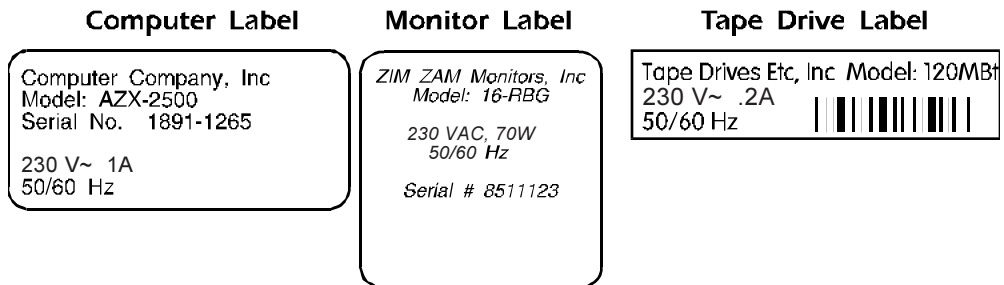 Computer Label
Computer Company, Inc
Model: AZX-2500
Serial No. 1891-1265
230 V~ 1A
50/60 Hz
Monitor Label
ZIM ZAM Monitors, Inc
Model: 16-RBG
230 VAC, 70W
50/60 Hz
Serial # 8511123
Tape Drive Label
Tape Drives Etc, Inc Model: 120MBt
230 V~ .2A
50/60 Hz